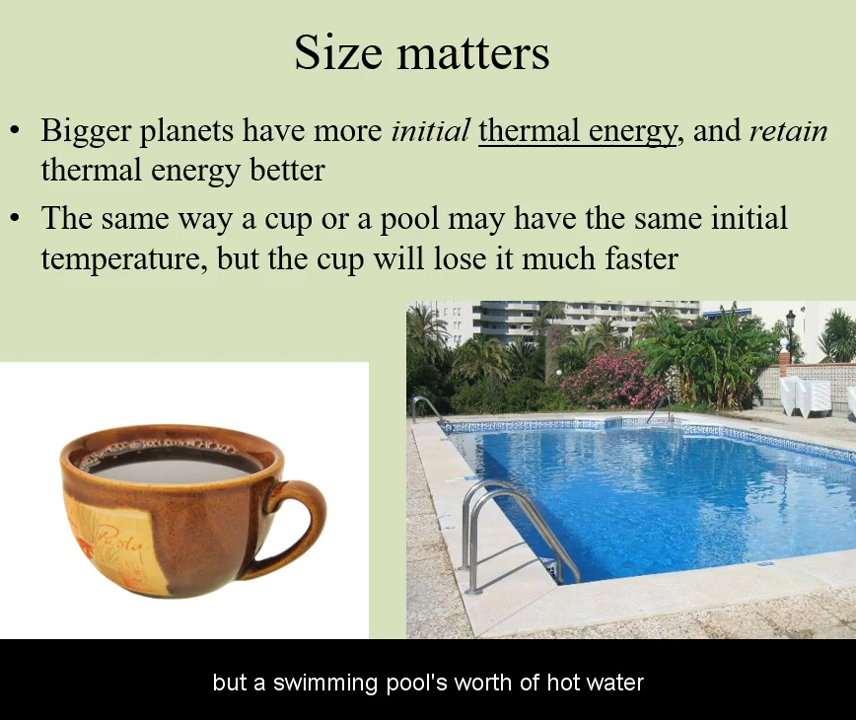 Size matters
• Bigger planets have more initial thermal energy, and retain
thermal energy better
• The same way a cup or a pool may have the same initial
temperature, but the cup will lose it much faster
but a swimming pool's worth of hot water